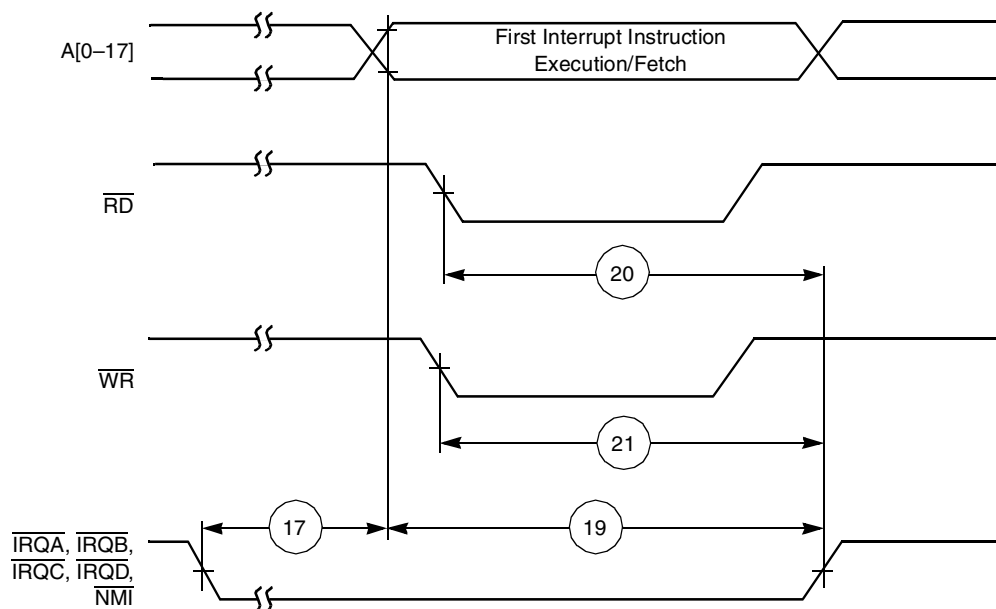 A[0–17]
First Interrupt Instruction
Execution/Fetch
RD
20
WR
21
17
19
IRQA, IRQB,
IRQC, IRQD,
NMI